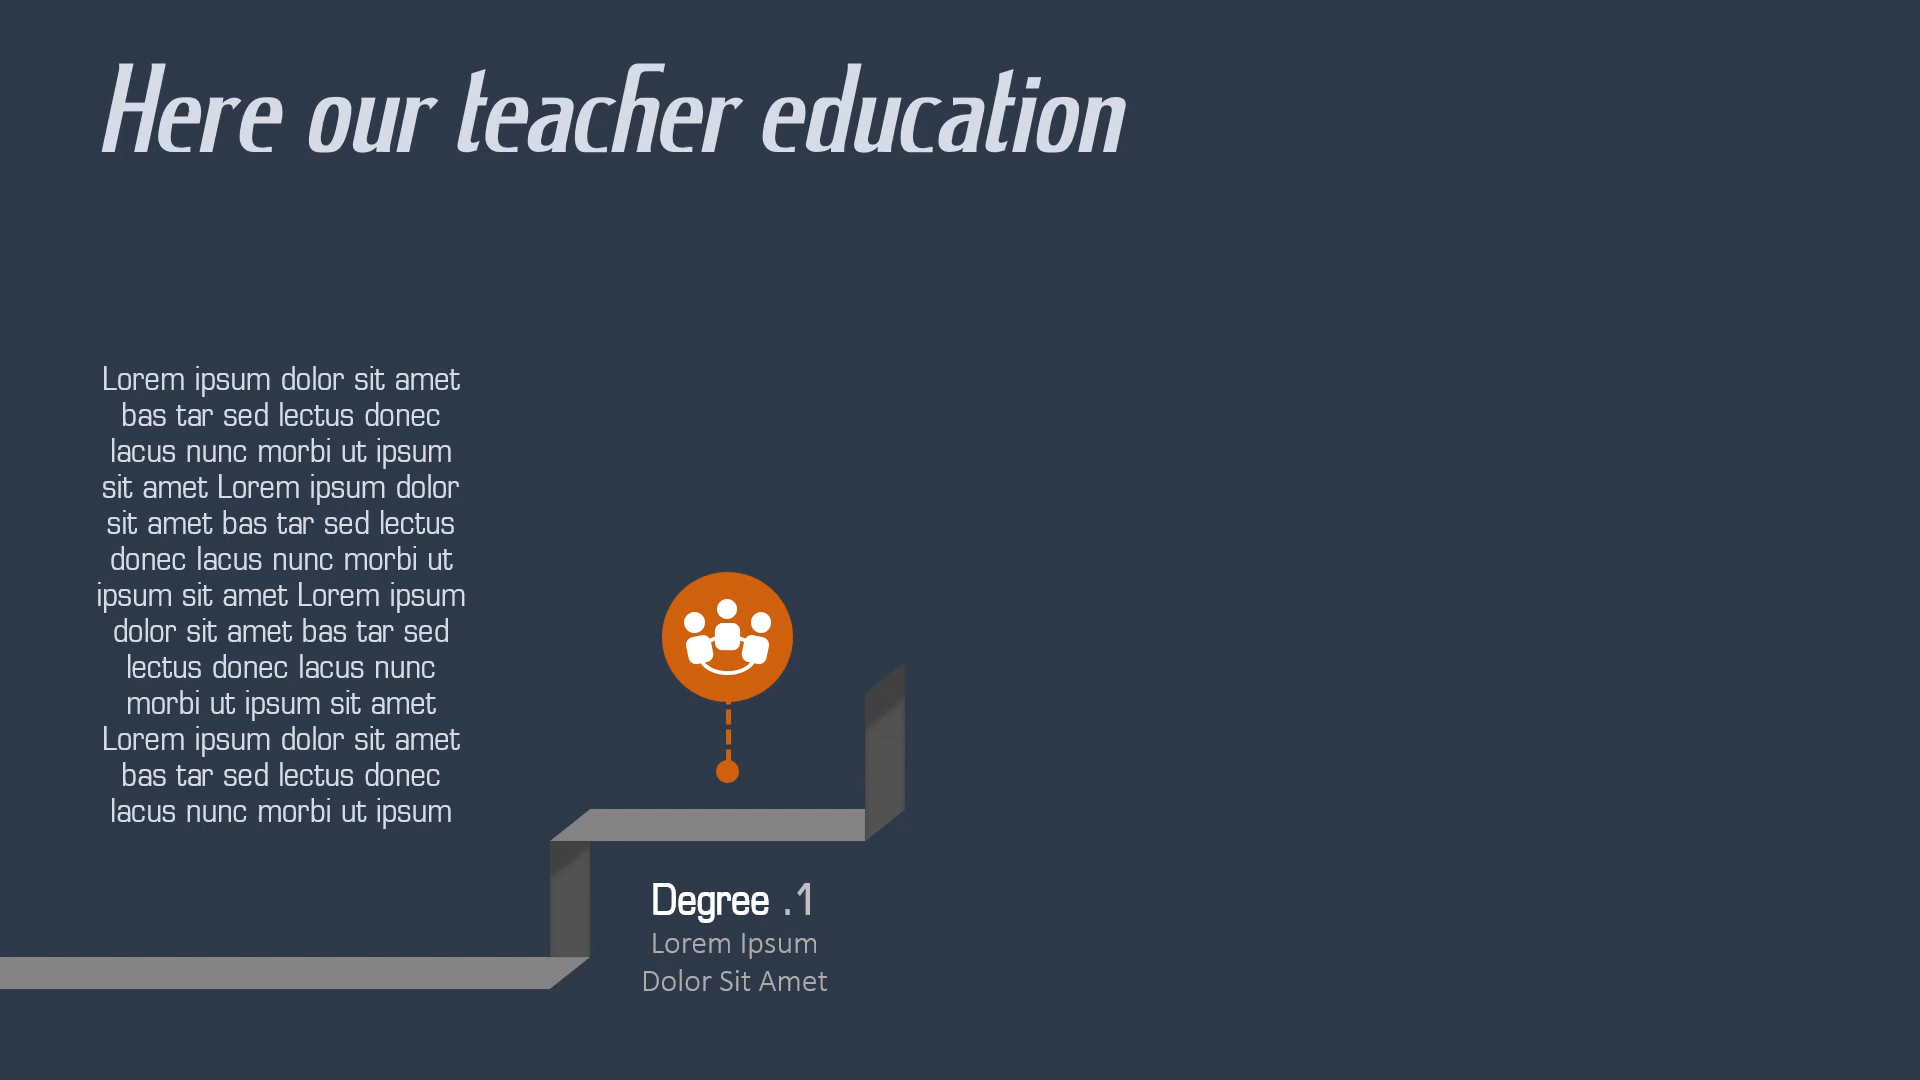 Here our teacher education
Lorem ipsum dolor sit amet
bas tar sed lectus donec
lacus nunc morbi ut ipsum
sit amet Lorem ipsum dolor
sit amet bas tar sed lectus
donec lacus nunc morbi ut
ipsum sit amet Lorem ipsum
dolor sit amet bas tar sed
lectus donec lacus nunc
morbi ut ipsum sit amet
Lorem ipsum dolor sit amet
bas tar sed lectus donec
lacus nunc morbi ut ipsum
Degree .1
Lorem Ipsum
Dolor Sit Amet